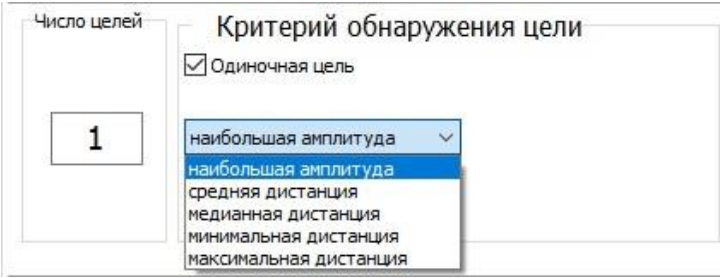 Число целей
Критерий обнаружения цели
Одиночная цель
1
наибольшая амплитуда
наибольшая амплитуда
средняя дистанция
медианная дистанция
минимальная дистанция
максимальная дистанция